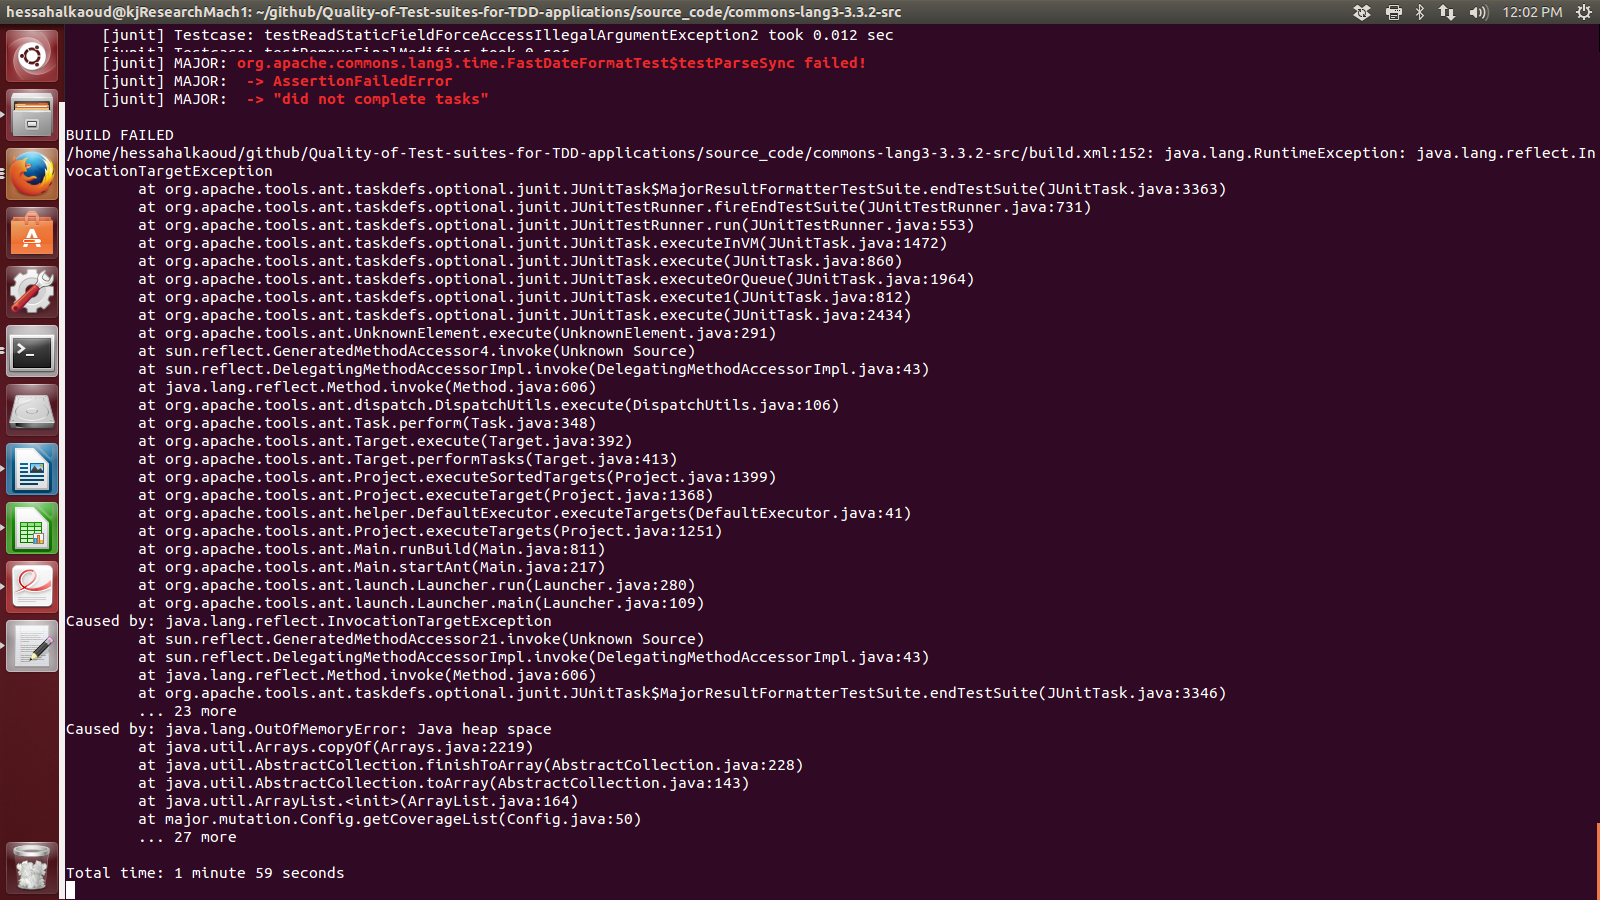 hessahalkaoud@kjResearchMach1: ~/github/Quality-of-Test-suites-for-TDD-applications/source_code/commons-lang3-3.3.2-src
12:02 PM
[junit] Testcase: testReadStaticFieldForceAccessIllegalArgumentException2 took 0.012 sec
[junit] Testcase: testRemoveFinalModifier took 0 sec
[junit] MAJOR: org.apache.commons.lang3.time.FastDateFormatTest$testParseSync failed!
[junit] MAJOR:  -> AssertionFailedError
[junit] MAJOR:  -> "did not complete tasks"
BUILD FAILED
/home/hessahalkaoud/github/Quality-of-Test-suites-for-TDD-applications/source_code/commons-lang3-3.3.2-src/build.xml:152: java.lang.RuntimeException: java.lang.reflect.In
vocationTargetException
at org.apache.tools.ant.taskdefs.optional.junit.JUnitTask$MajorResultFormatterTestSuite.endTestSuite(JUnitTask.java:3363)
at org.apache.tools.ant.taskdefs.optional.junit.JUnitTestRunner.fireEndTestSuite(JUnitTestRunner.java:731)
at org.apache.tools.ant.taskdefs.optional.junit.JUnitTestRunner.run(JUnitTestRunner.java:553)
at org.apache.tools.ant.taskdefs.optional.junit.JUnitTask.executeInVM(JUnitTask.java:1472)
at org.apache.tools.ant.taskdefs.optional.junit.JUnitTask.execute(JUnitTask.java:860)
at org.apache.tools.ant.taskdefs.optional.junit.JUnitTask.executeOrQueue(JUnitTask.java:1964)
at org.apache.tools.ant.taskdefs.optional.junit.JUnitTask.execute1(JUnitTask.java:812)
at org.apache.tools.ant.taskdefs.optional.junit.JUnitTask.execute(JUnitTask.java:2434)
at org.apache.tools.ant.UnknownElement.execute(UnknownElement.java:291)
at sun.reflect.GeneratedMethodAccessor4.invoke(Unknown Source)
at sun.reflect.DelegatingMethodAccessorImpl.invoke(DelegatingMethodAccessorImpl.java:43)
at java.lang.reflect.Method.invoke(Method.java:606)
at org.apache.tools.ant.dispatch.DispatchUtils.execute(DispatchUtils.java:106)
at org.apache.tools.ant.Task.perform(Task.java:348)
at org.apache.tools.ant.Target.execute(Target.java:392)
at org.apache.tools.ant.Target.performTasks(Target.java:413)
at org.apache.tools.ant.Project.executeSortedTargets(Project.java:1399)
at org.apache.tools.ant.Project.executeTarget(Project.java:1368)
at org.apache.tools.ant.helper.DefaultExecutor.executeTargets(DefaultExecutor.java:41)
at org.apache.tools.ant.Project.executeTargets(Project.java:1251)
at org.apache.tools.ant.Main.runBuild(Main.java:811)
at org.apache.tools.ant.Main.startAnt(Main.java:217)
at org.apache.tools.ant.launch.Launcher.run(Launcher.java:280)
at org.apache.tools.ant.launch.Launcher.main(Launcher.java:109)
Caused by: java.lang.reflect.InvocationTargetException
at sun.reflect.GeneratedMethodAccessor21.invoke(Unknown Source)
at sun.reflect.DelegatingMethodAccessorImpl.invoke(DelegatingMethodAccessorImpl.java:43)
at java.lang.reflect.Method.invoke(Method.java:606)
at org.apache.tools.ant.taskdefs.optional.junit.JUnitTask$MajorResultFormatterTestSuite.endTestSuite(JUnitTask.java:3346)
... 23 more
Caused by: java.lang.OutOfMemoryError: Java heap space
at java.util.Arrays.copyOf(Arrays.java:2219)
at java.util.AbstractCollection.finishToArray(AbstractCollection.java:228)
at java.util.AbstractCollection.toArray(AbstractCollection.java:143)
at java.util.ArrayList.<init>(ArrayList.java:164)
at major.mutation.Config.getCoverageList(Config.java:50)
... 27 more
Total time: 1 minute 59 seconds